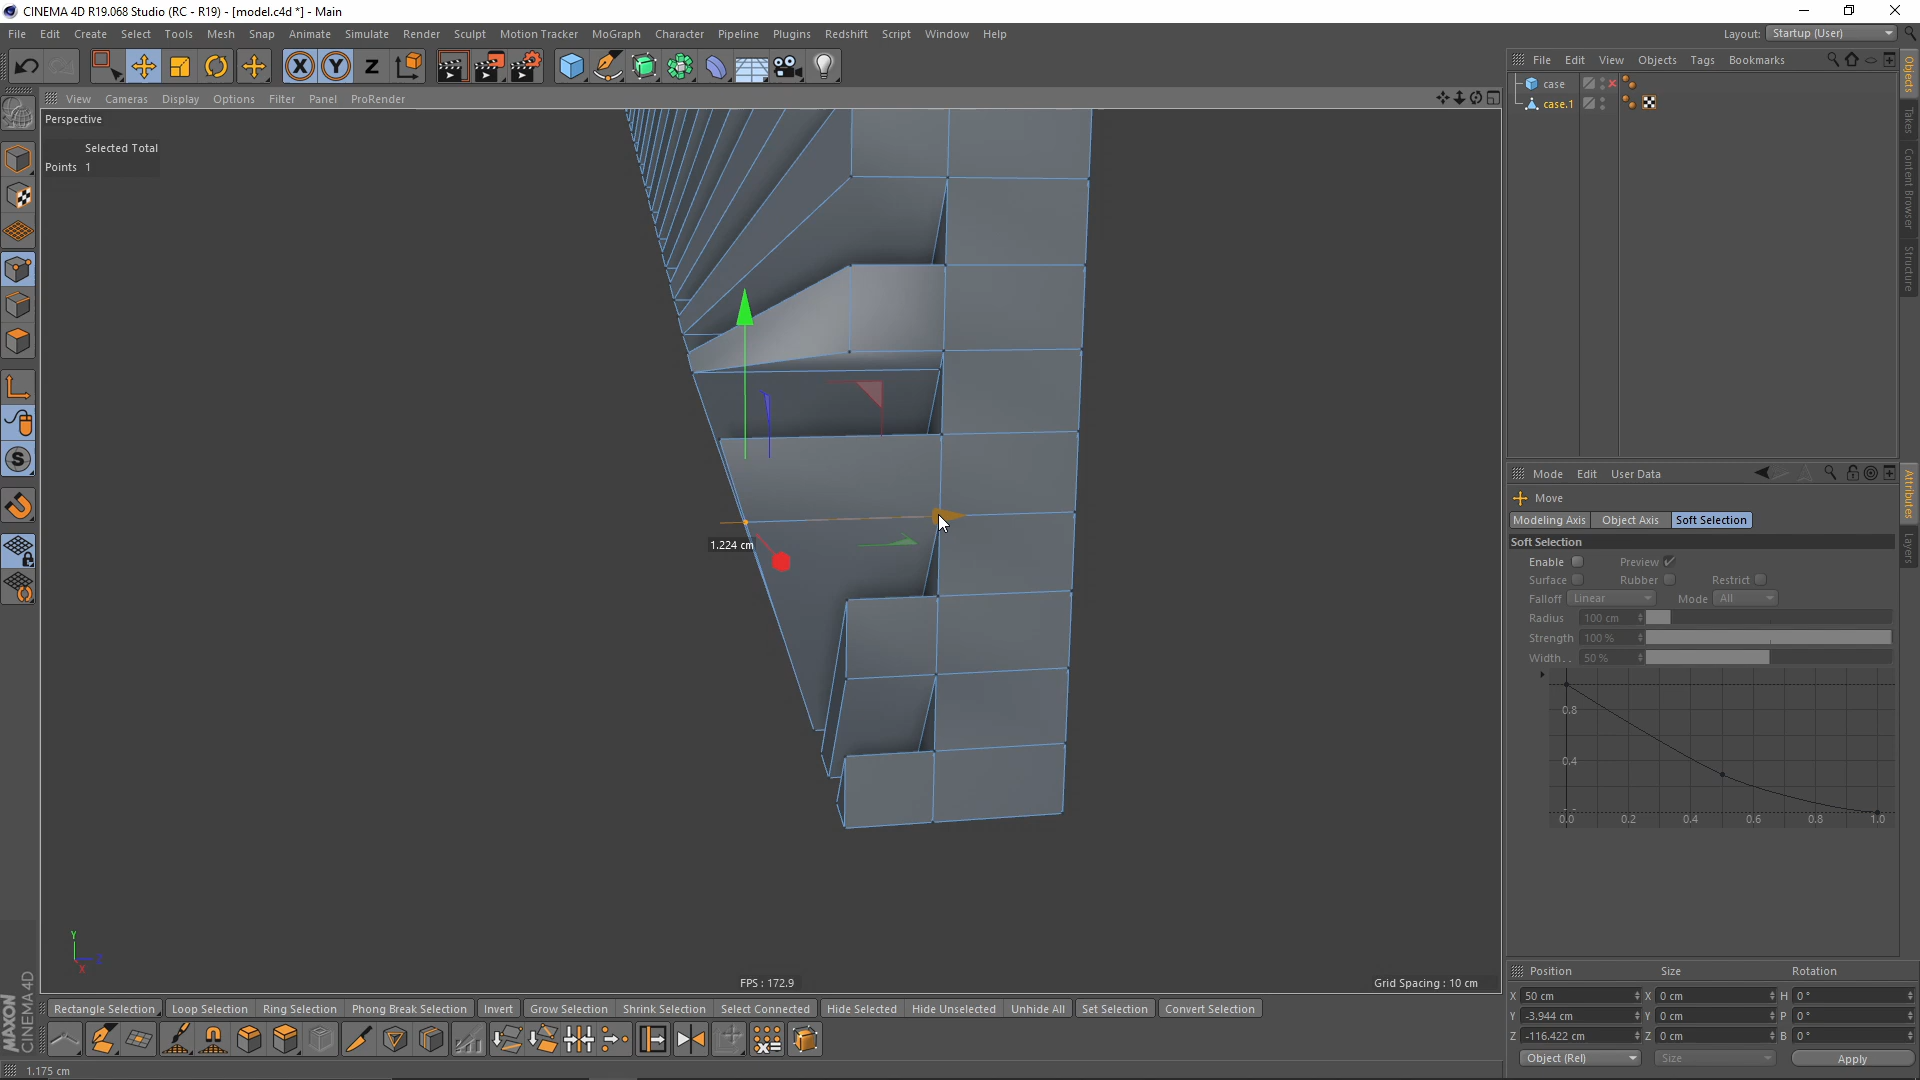 CINEMA 4D R19.068 Studio (RC - R19) - [model.c4d *] - Main
File Edit Create Select Tools Mesh Snap Animate Simulate Render Sculpt Motion Tracker MoGraph Character Pipeline Plugins Redshift Script Window Help Layout: Startup (User)
X Y Z
File Edit View Objects Tags Bookmarks
case
case.1
Objects
Takes
Content Browser
Structure
View Cameras Display Options Filter Panel ProRender
Perspective
Selected Total
Points 1
1.224 cm
Mode Edit User Data
Move
Modeling Axis Object Axis Soft Selection
Soft Selection
Enable Preview
Surface Rubber Restrict
Falloff Linear Mode All
Radius 100 cm
Strength 100 %
Width . . 50 %
0.8
0.4
0.0 0.2 0.4 0.6 0.8 1.0
Attributes
Layers
Y
X
FPS : 172.9
Grid Spacing : 10 cm
Position Size Rotation
X 50 cm X 0 cm H 0 °
Y -3.944 cm Y 0 cm P 0 °
Z -116.422 cm Z 0 cm B 0 °
Object (Rel) Size Apply
Rectangle Selection Loop Selection Ring Selection Phong Break Selection Invert Grow Selection Shrink Selection Select Connected Hide Selected Hide Unselected Unhide All Set Selection Convert Selection
MAXON
CINEMA 4D
1.175 cm